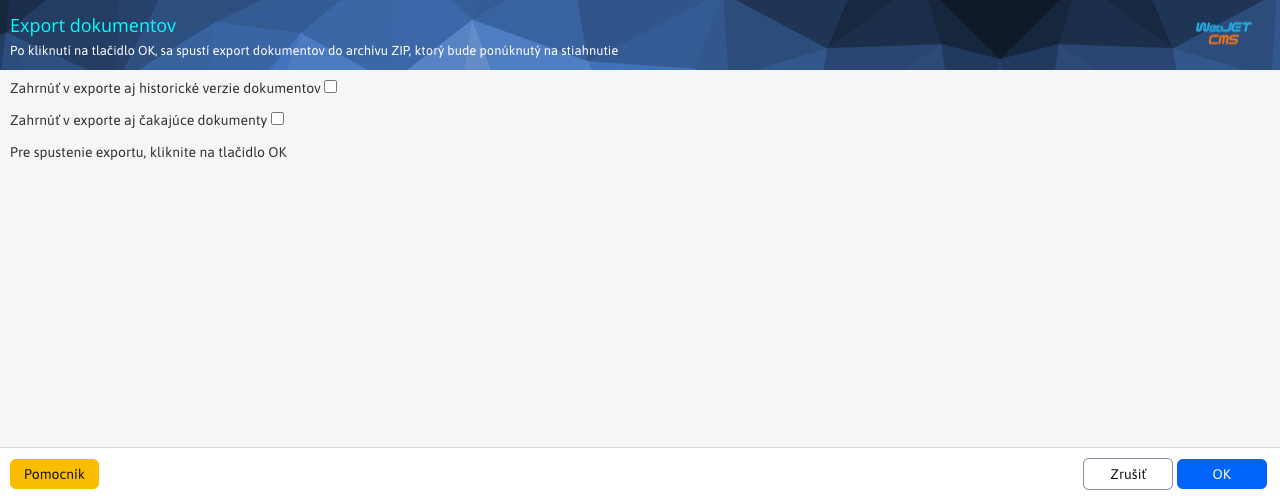 Export dokumentov
Po kliknutí na tlačidlo OK, sa spustí export dokumentov do archívu ZIP, ktorý bude ponúknutý na stiahnutie
WebJET
CMS
Zahrnúť v exporte aj historické verzie dokumentov
Zahrnúť v exporte aj čakajúce dokumenty
Pre spustenie exportu, kliknite na tlačidlo OK
Pomocník
Zrušiť
OK